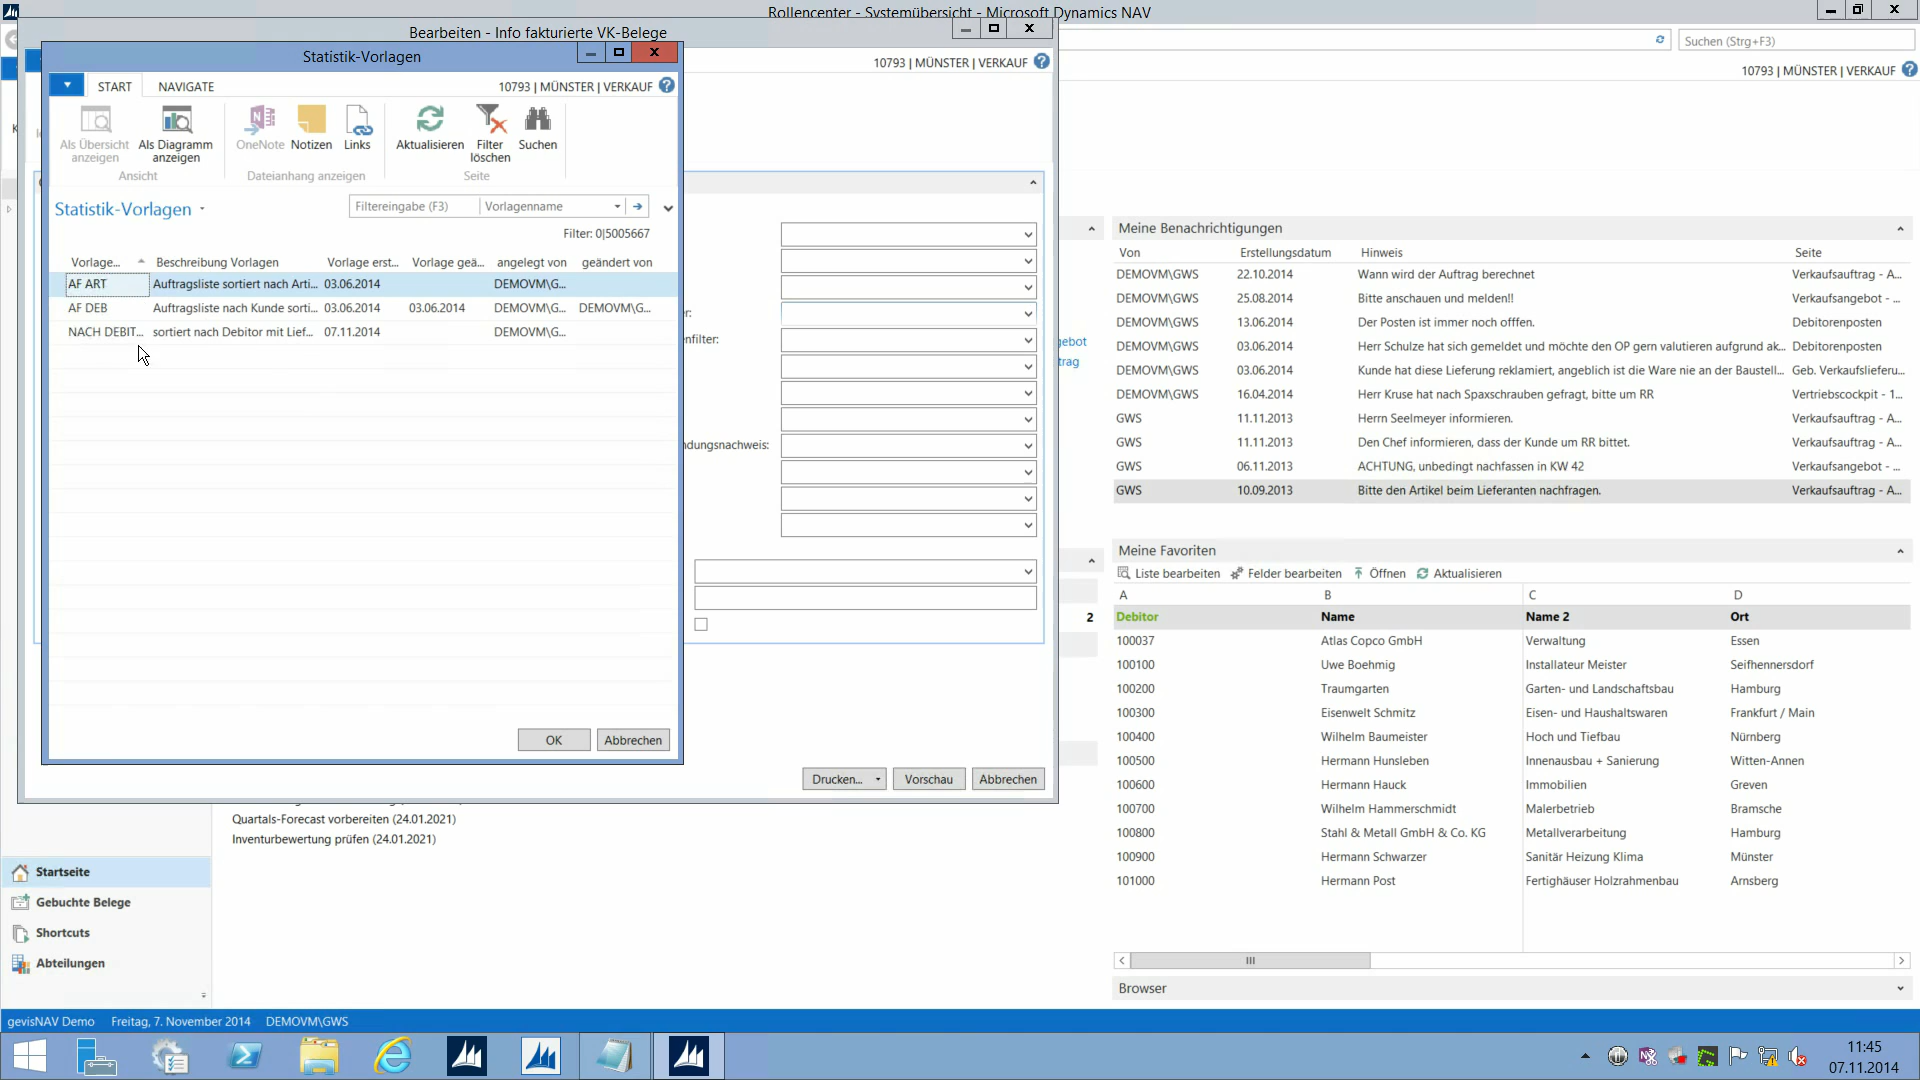 Rollencenter - Systemübersicht - Microsoft Dynamics NAV
Bearbeiten - Info fakturierte VK-Belege
Suchen (Strg+F3)
Statistik-Vorlagen
10793 | MÜNSTER | VERKAUF
10793 | MÜNSTER | VERKAUF
START NAVIGATE 10793 | MÜNSTER | VERKAUF
Als Übersicht anzeigen
Als Diagramm anzeigen
OneNote
Notizen
Links
Aktualisieren
Filter löschen
Suchen
Ansicht Dateianhang anzeigen Seite
Statistik-Vorlagen
Filtereingabe (F3) Vorlagenname
Filter: 0|5005667
Vorlage... Beschreibung Vorlagen Vorlage erst... Vorlage geä... angelegt von geändert von
AF ART Auftragsliste sortiert nach Arti... 03.06.2014 DEMOVM\G...
AF DEB Auftragsliste nach Kunde sorti... 03.06.2014 03.06.2014 DEMOVM\G... DEMOVM\G...
NACH DEBIT... sortiert nach Debitor mit Lief... 07.11.2014 DEMOVM\G...
OK Abbrechen
r:
nfilter:
ndungsnachweis:
Drucken... Vorschau Abbrechen
gebot
trag
2
Quartals-Forecast vorbereiten (24.01.2021)
Inventurbewertung prüfen (24.01.2021)
Meine Benachrichtigungen
Von Erstellungsdatum Hinweis Seite
DEMOVM\GWS 22.10.2014 Wann wird der Auftrag berechnet Verkaufsauftrag - A...
DEMOVM\GWS 25.08.2014 Bitte anschauen und melden!! Verkaufsangebot - ...
DEMOVM\GWS 13.06.2014 Der Posten ist immer noch offfen. Debitorenposten
DEMOVM\GWS 03.06.2014 Herr Schulze hat sich gemeldet und möchte den OP gern valutieren aufgrund ak... Debitorenposten
DEMOVM\GWS 03.06.2014 Kunde hat diese Lieferung reklamiert, angeblich ist die Ware nie an der Baustell... Geb. Verkaufslieferu...
DEMOVM\GWS 16.04.2014 Herr Kruse hat nach Spaxschrauben gefragt, bitte um RR Vertriebscockpit - 1...
GWS 11.11.2013 Herrn Seelmeyer informieren. Verkaufsauftrag - A...
GWS 11.11.2013 Den Chef informieren, dass der Kunde um RR bittet. Verkaufsauftrag - A...
GWS 06.11.2013 ACHTUNG, unbedingt nachfassen in KW 42 Verkaufsangebot - ...
GWS 10.09.2013 Bitte den Artikel beim Lieferanten nachfragen. Verkaufsauftrag - A...
Meine Favoriten
Liste bearbeiten Felder bearbeiten Öffnen Aktualisieren
A B C D
Debitor Name Name 2 Ort
100037 Atlas Copco GmbH Verwaltung Essen
100100 Uwe Boehmig Installateur Meister Seifhennersdorf
100200 Traumgarten Garten- und Landschaftsbau Hamburg
100300 Eisenwelt Schmitz Eisen- und Haushaltswaren Frankfurt / Main
100400 Wilhelm Baumeister Hoch und Tiefbau Nürnberg
100500 Hermann Hunsleben Innenausbau + Sanierung Witten-Annen
100600 Hermann Hauck Immobilien Greven
100700 Wilhelm Hammerschmidt Malerbetrieb Bramsche
100800 Stahl & Metall GmbH & Co. KG Metallverarbeitung Hamburg
100900 Hermann Schwarzer Sanitär Heizung Klima Münster
101000 Hermann Post Fertighäuser Holzrahmenbau Arnsberg
Browser
Startseite
Gebuchte Belege
Shortcuts
Abteilungen
gevisNAV Demo Freitag, 7. November 2014 DEMOVM\GWS
11:45
07.11.2014